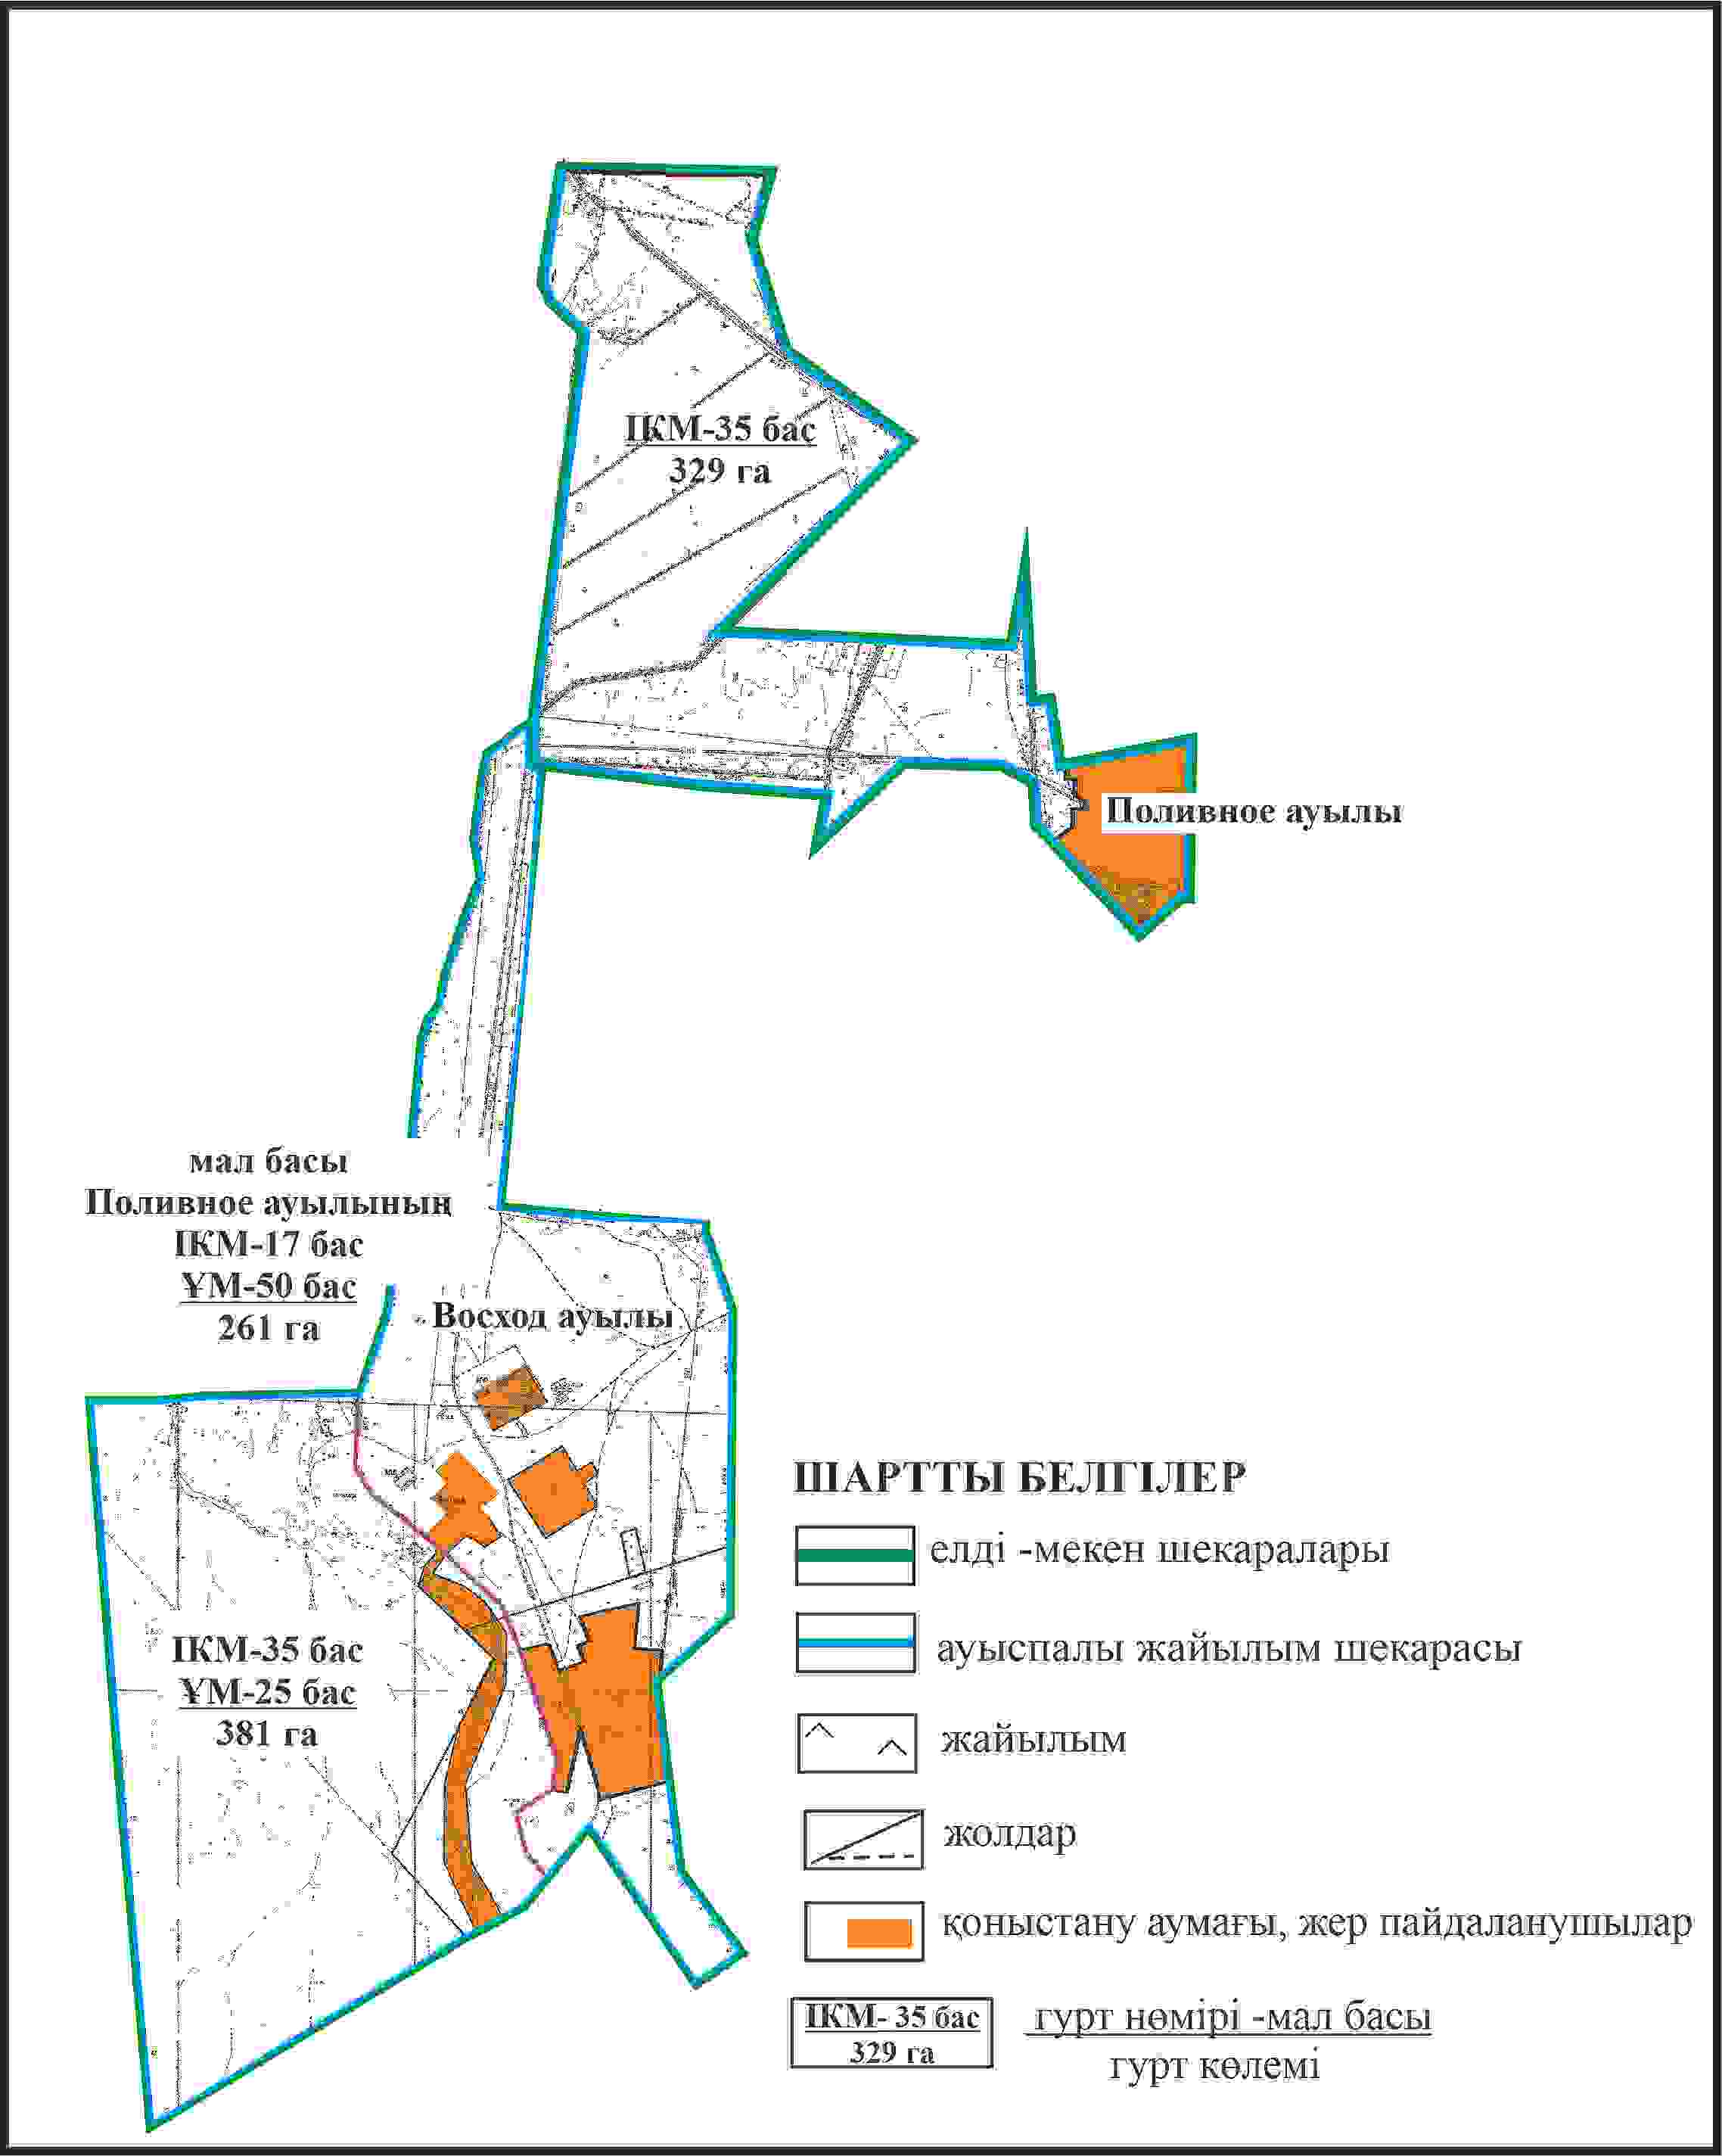 ІКМ-35 бас
329 га
Поливное ауылы
мал басы
Поливное ауылының
ІКМ-17 бас
ҰМ-50 бас
261 га
Восход ауылы
ІКМ-35 бас
ҰМ-25 бас
381 га
ШАРТТЫ БЕЛГІЛЕР
елді -мекен шекаралары
ауыспалы жайылым шекарасы
жайылым
жолдар
қоныстану аумағы, жер пайдаланушылар
ІКМ- 35 бас
329 га
гурт нөмірі -мал басы
гурт көлемі